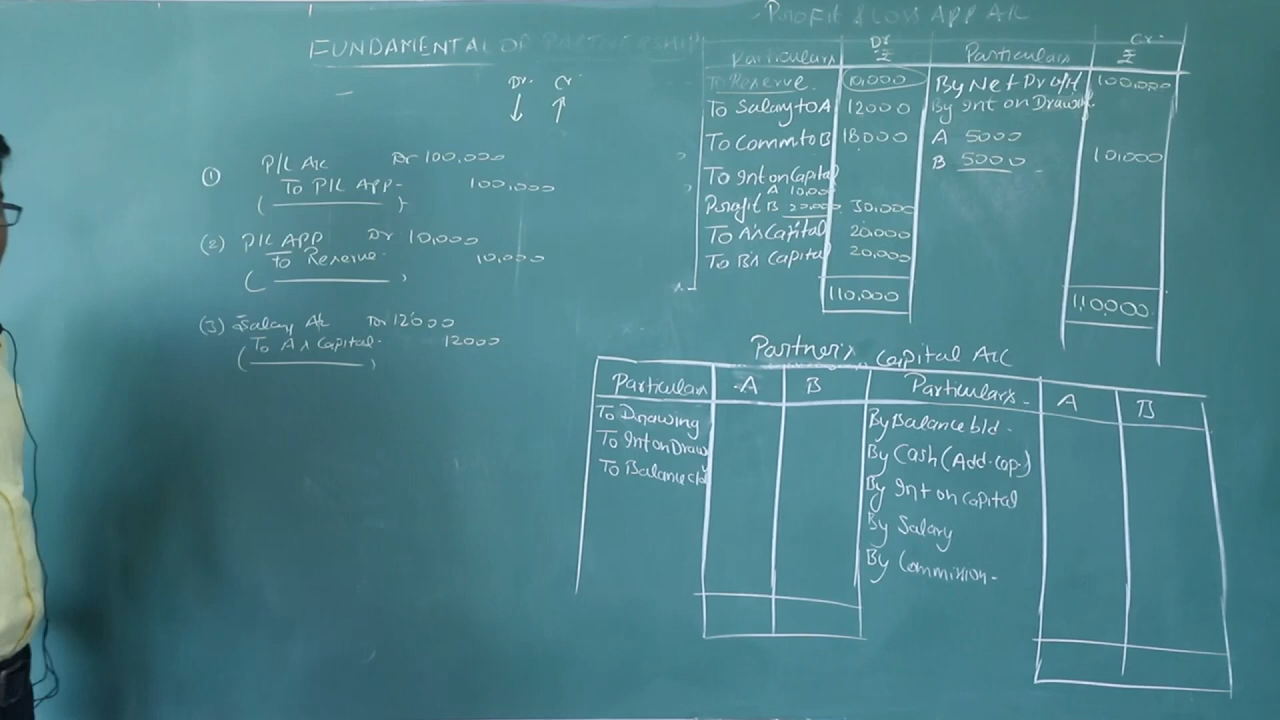 FUNDAMENTAL OF PARTNERSHIP
Dr. Cr.
① P/L A/c Dr 100,000
To P/L APP- 100,000
(2) P/L APP Dr 10,000
To Reserve. 10,000
(3) Salary A/c Dr 12000
To A's Capital. 12000
Profit & Loss APP A/c
Particulars Dr ₹ Particulars Cr. ₹
To Reserve. 10,000 By Net Profit 100,000
To Salary to A 12000 By Int on Drawin.
To Comm to B 18000 A 5000
B 5000 10,000
To Int on Capital
A 10,000
Profit B 20,000 30,000
To A's Capital 20,000
To B's Capital 20,000
110,000 1,10,000
Partner's Capital A/c
Particulars A B Particulars. A B
To Drawing By Balance b/d.
To Int on Draw By Cash (Add. Cap.)
To Balance c/d By Int on Capital
By Salary
By Commission.